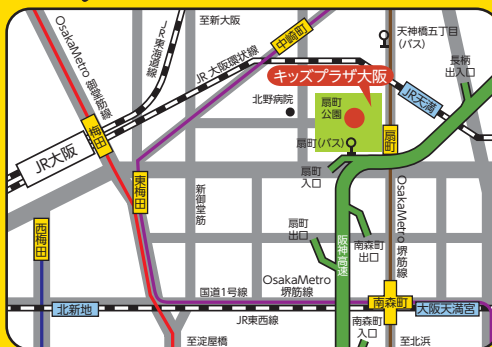 至新大阪
天神橋五丁目
(バス)
OsakaMetro 御堂筋線
JR東海道線
JR大阪環状線
中崎町
長柄
出入口
キッズプラザ大阪
JR天満
北野病院
扇町
公園
扇町(バス)
扇町
梅田
JR大阪
扇町
入口
東梅田
新御堂筋
西梅田
扇町
出口
南森町
出口
阪神高速
OsakaMetro 堺筋線
OsakaMetro
堺筋線
国道1号線
北新地
南森町
大阪天満宮
JR東西線
南森町
入口
至淀屋橋
至北浜